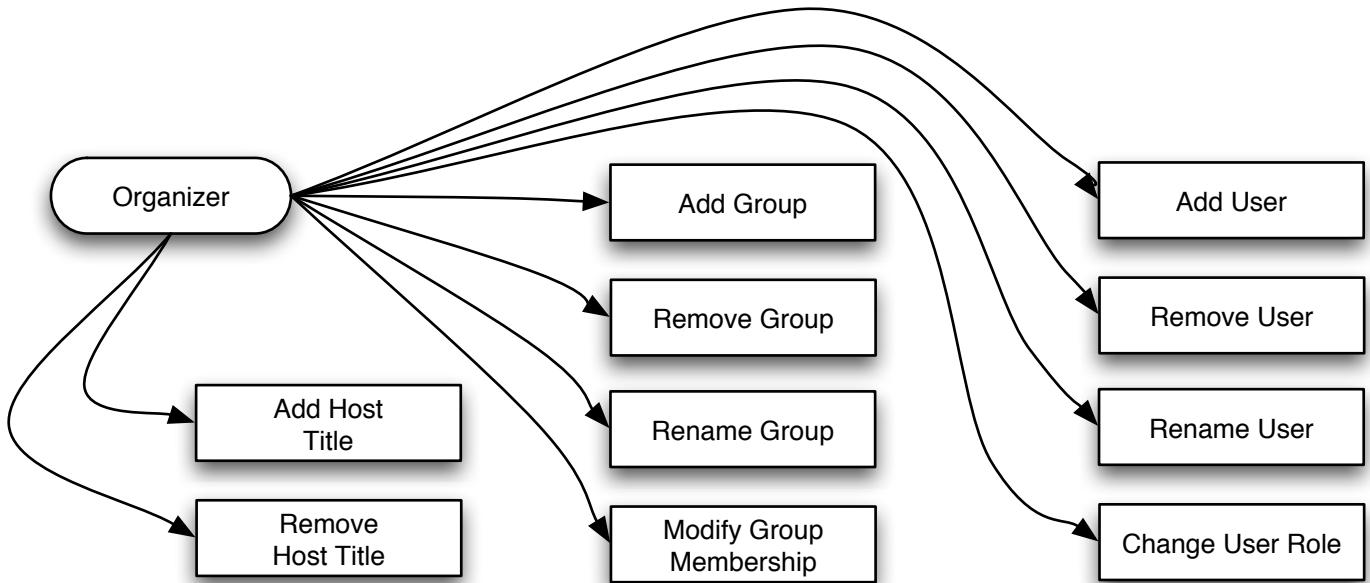 Organizer
Add Group
Add User
Remove Group
Remove User
Add Host
Title
Rename Group
Rename User
Remove
Host Title
Modify Group
Membership
Change User Role